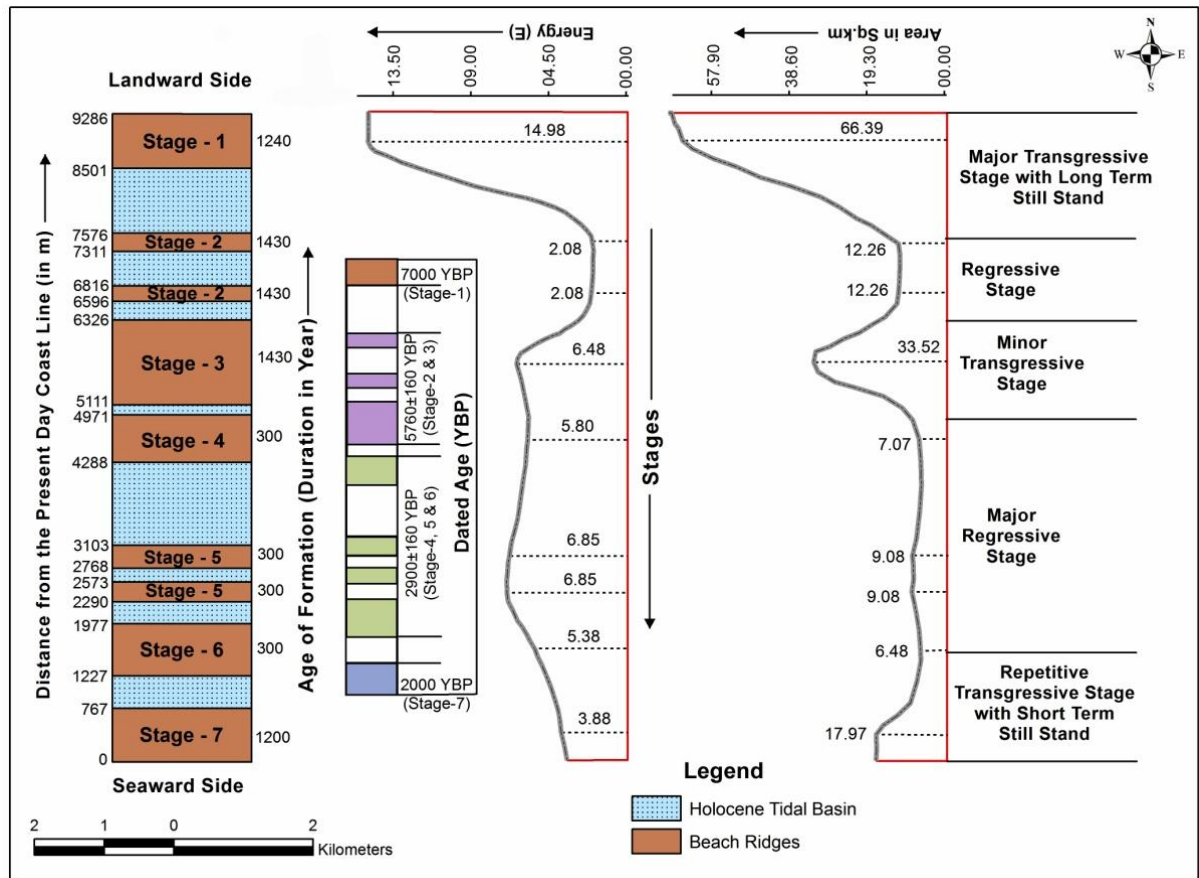 Energy (E)
13.50
09.00
04.50
00.00
Area in Sq.km
57.90
38.60
19.30
00.00
N
W
E
S
Landward Side
Distance from the Present Day Coast Line (in m)
9286
8501
7576
7311
6816
6596
6326
5111
4971
4288
3103
2768
2573
2290
1977
1227
767
0
Stage - 1
Stage - 2
Stage - 2
Stage - 3
Stage - 4
Stage - 5
Stage - 5
Stage - 6
Stage - 7
1240
1430
1430
1430
300
300
300
300
1200
Seaward Side
Age of Formation (Duration in Year)
7000 YBP
(Stage-1)
5760±160 YBP
(Stage-2 & 3)
2900±160 YBP
(Stage-4, 5 & 6)
2000 YBP
(Stage-7)
Dated Age (YBP)
14.98
2.08
2.08
6.48
5.80
6.85
6.85
5.38
3.88
Stages
66.39
12.26
12.26
33.52
7.07
9.08
9.08
6.48
17.97
Major Transgressive
Stage with Long Term
Still Stand
Regressive
Stage
Minor
Transgressive
Stage
Major
Regressive
Stage
Repetitive
Transgressive Stage
with Short Term
Still Stand
Legend
Holocene Tidal Basin
Beach Ridges
2 1 0 2
Kilometers